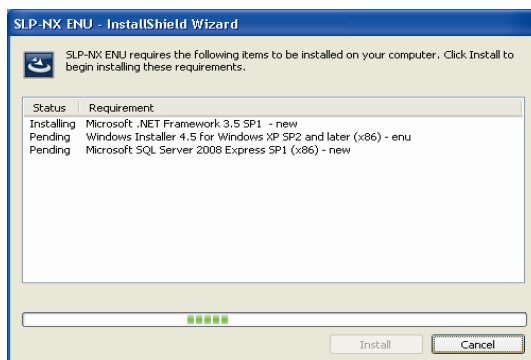 SLP-NX ENU - InstallShield Wizard
SLP-NX ENU requires the following items to be installed on your computer. Click Install to
begin installing these requirements.
Status Requirement
Installing Microsoft .NET Framework 3.5 SP1 - new
Pending Windows Installer 4.5 for Windows XP SP2 and later (x86) - enu
Pending Microsoft SQL Server 2008 Express SP1 (x86) - new
Install Cancel